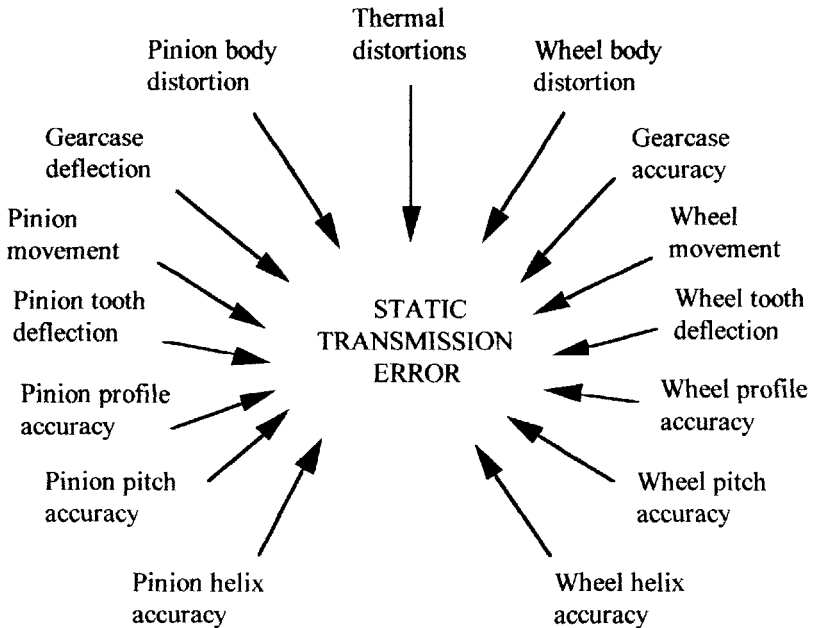 Thermal
distortions
Pinion body
distortion
Wheel body
distortion
Gearcase
deflection
Gearcase
accuracy
Pinion
movement
Wheel
movement
Pinion tooth
deflection
STATIC
TRANSMISSION
ERROR
Wheel tooth
deflection
Pinion profile
accuracy
Wheel profile
accuracy
Pinion pitch
accuracy
Wheel pitch
accuracy
Pinion helix
accuracy
Wheel helix
accuracy